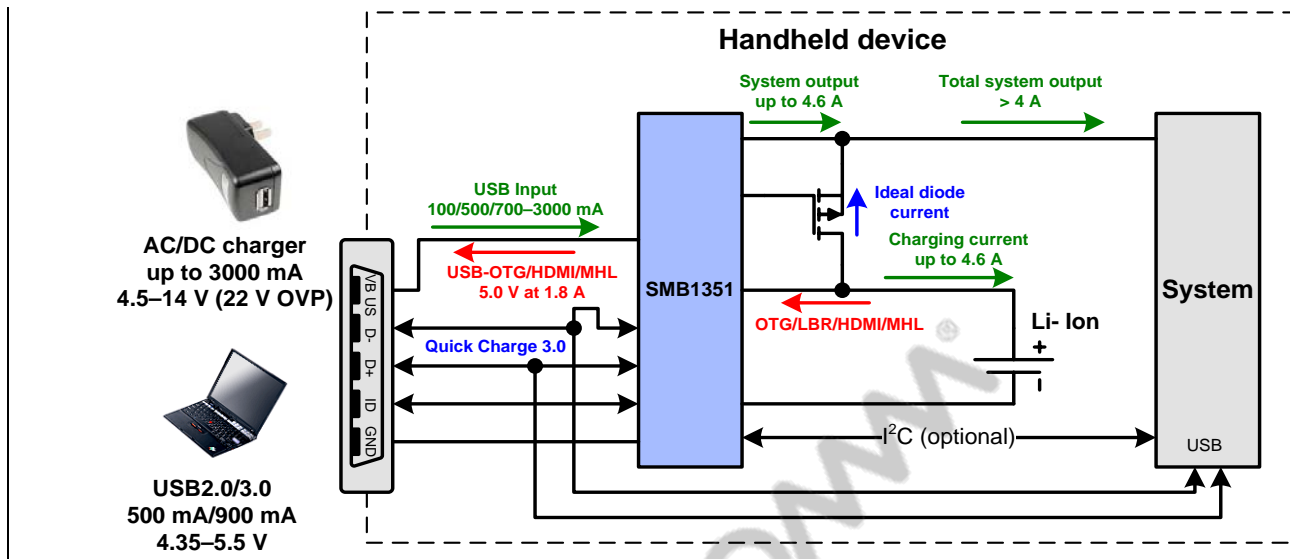 Handheld device
System output
up to 4.6 A
Total system output
> 4 A
USB Input
100/500/700–3000 mA
Ideal diode
current
AC/DC charger
up to 3000 mA
4.5–14 V (22 V OVP)
USB-OTG/HDMI/MHL
5.0 V at 1.8 A
Charging current
up to 4.6 A
VB US
D-
D+
ID
GND
SMB1351
System
OTG/LBR/HDMI/MHL
Li- Ion
+
Quick Charge 3.0
I²C (optional)
USB
USB2.0/3.0
500 mA/900 mA
4.35–5.5 V